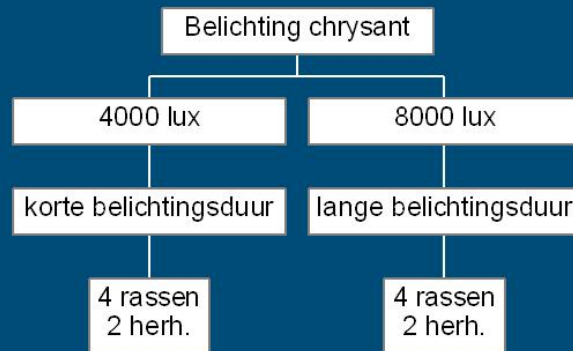 Belichting chrysant
4000 lux
8000 lux
korte belichtingsduur
lange belichtingsduur
4 rassen
2 herh.
4 rassen
2 herh.